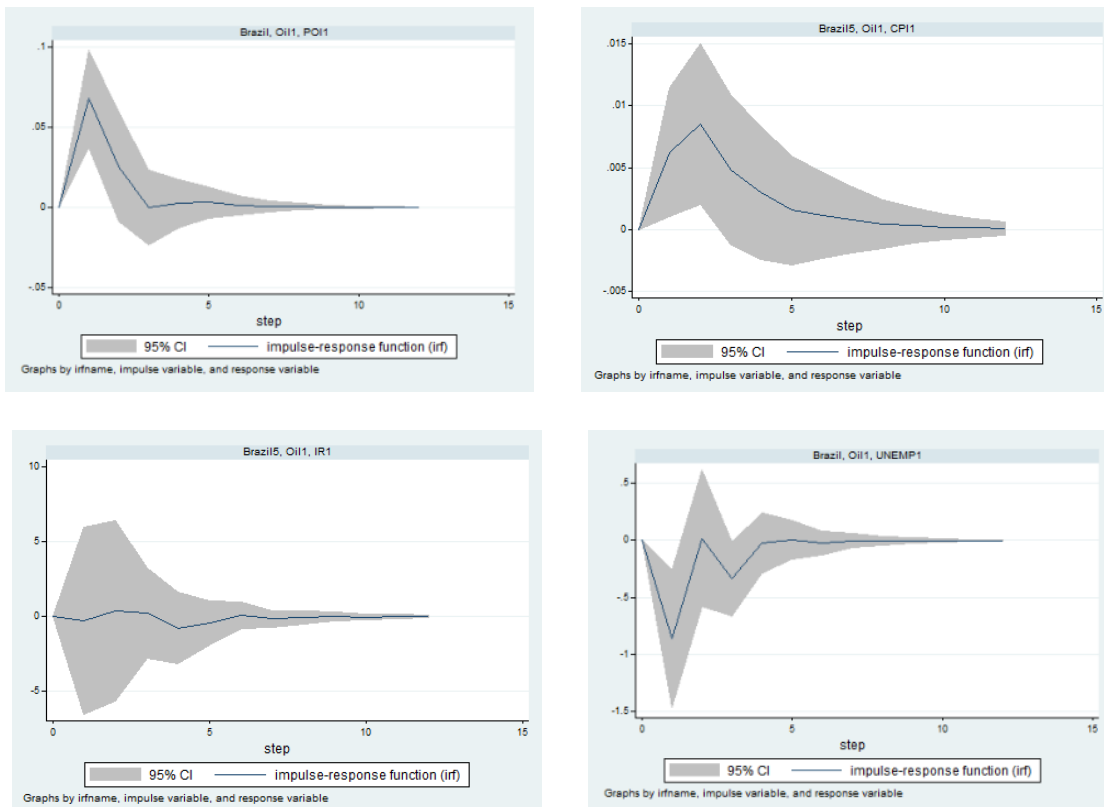 Brazil, Oil1, POI1
.1
.05
0
-.05
0
5
10
15
step
95% CI
impulse-response function (irf)
Graphs by irfname, impulse variable, and response variable
Brazil5, Oil1, CPI1
.015
.01
.005
0
-.005
0
5
10
15
step
95% CI
impulse-response function (irf)
Graphs by irfname, impulse variable, and response variable
Brazil5, Oil1, IR1
10
5
0
-5
0
5
10
15
step
95% CI
impulse-response function (irf)
Graphs by irfname, impulse variable, and response variable
Brazil, Oil1, UNEMP1
.5
0
-.5
-1
-1.5
0
5
10
15
step
95% CI
impulse-response function (irf)
Graphs by irfname, impulse variable, and response variable